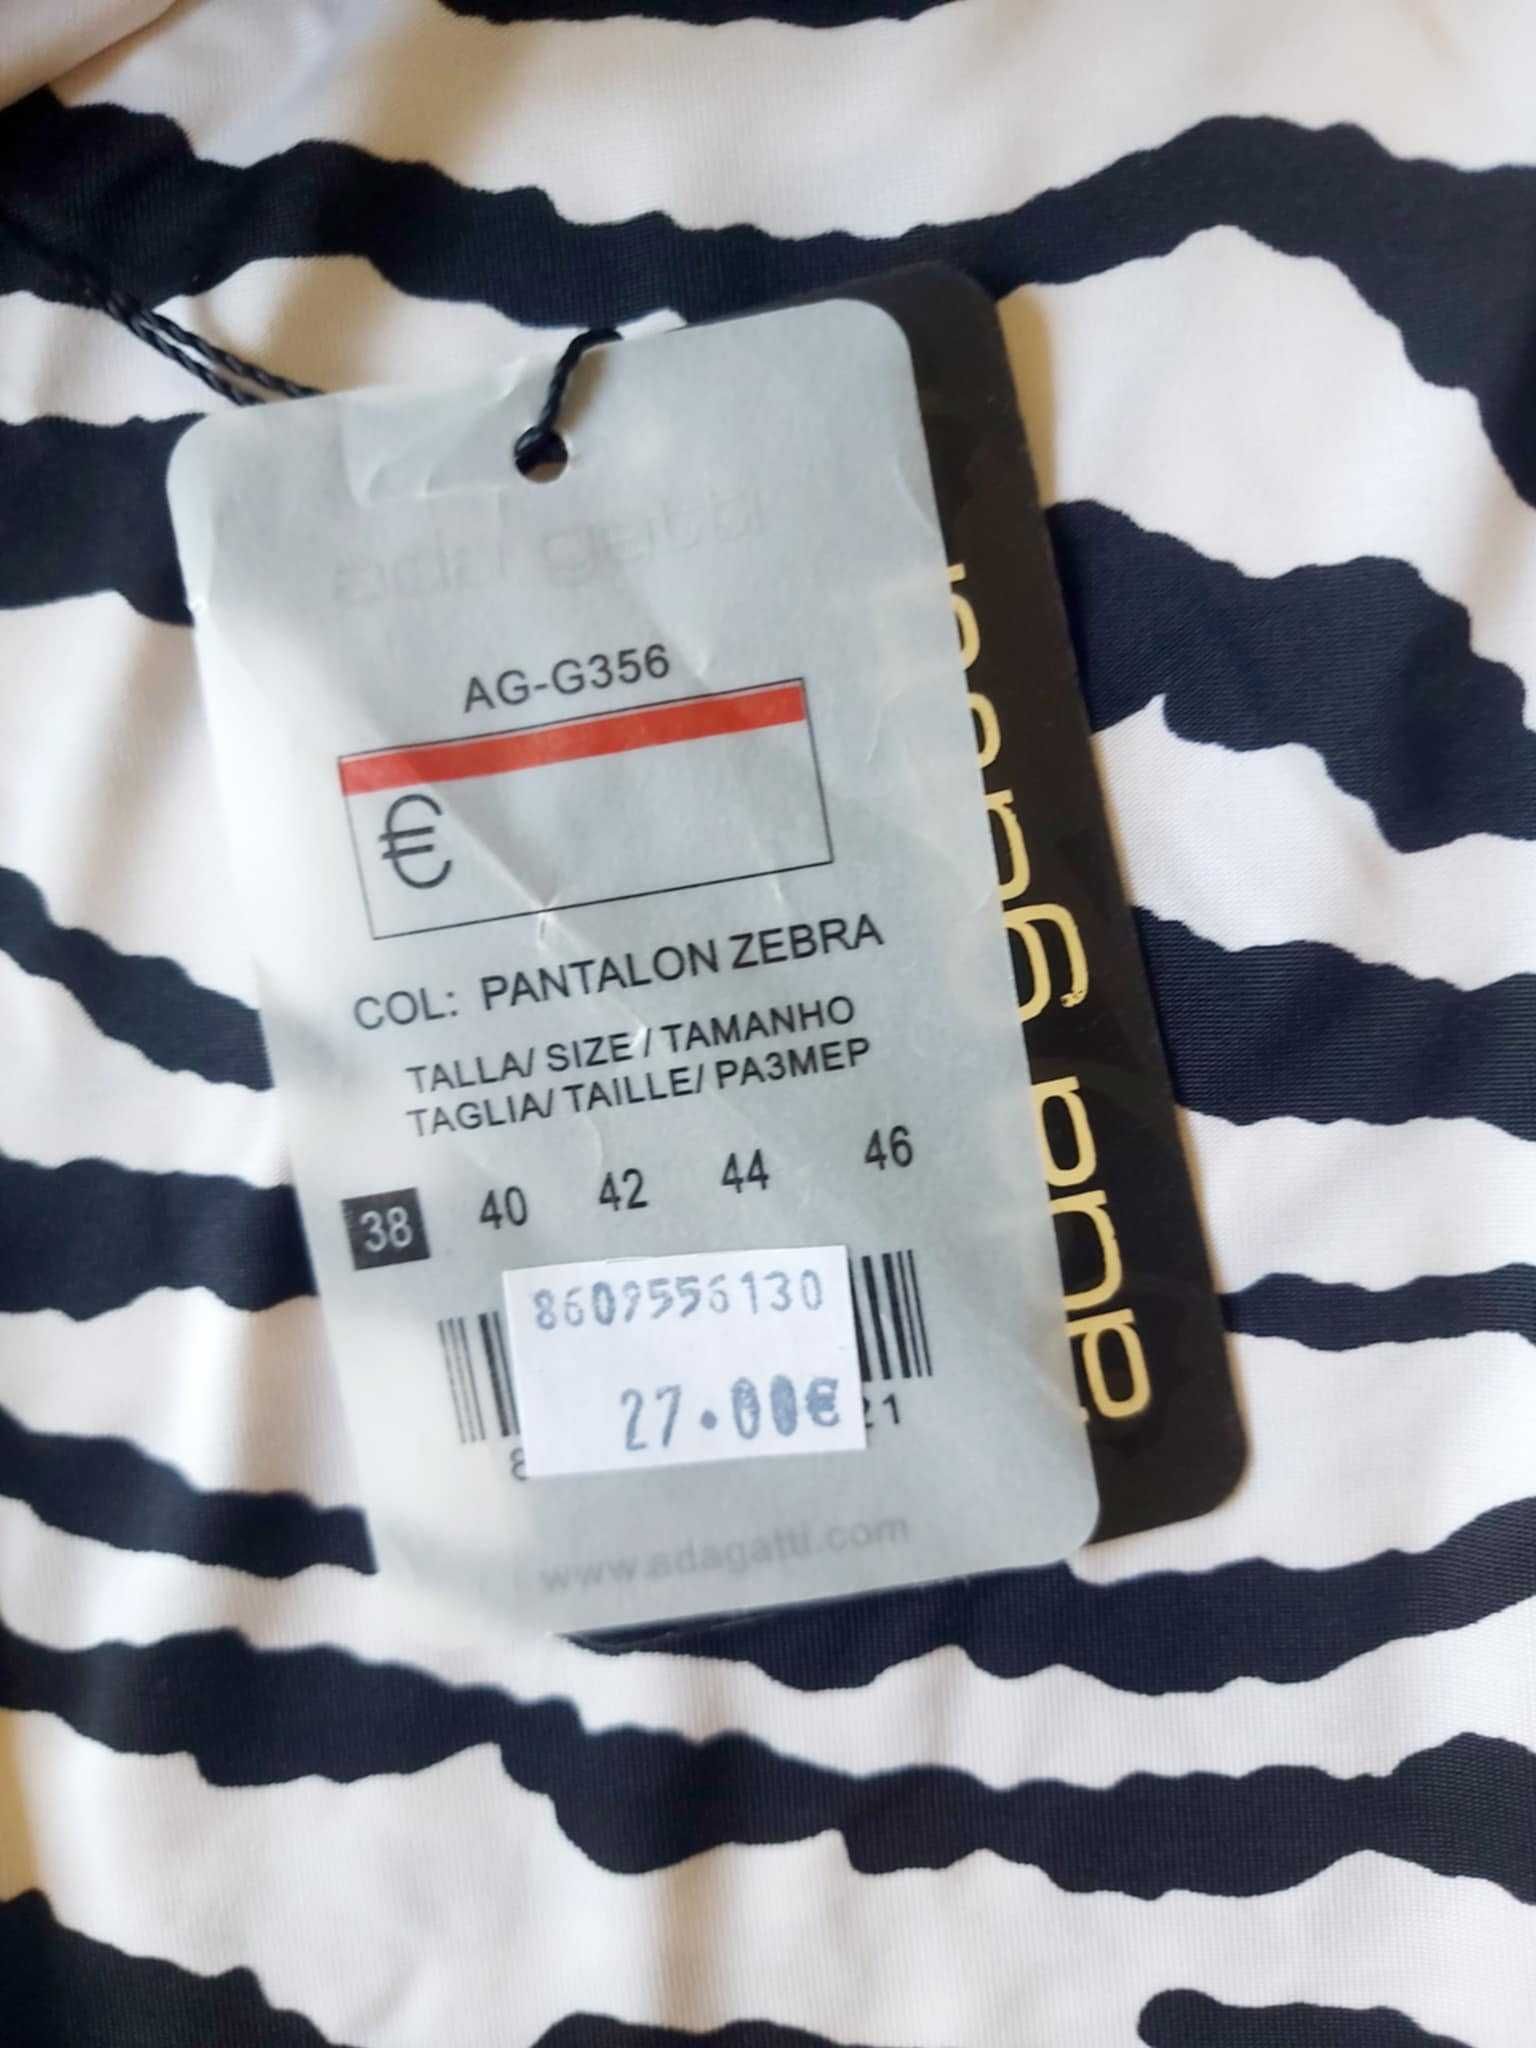 ada gatti
AG-G356
€
COL: PANTALON ZEBRA
TALLA/ SIZE / TAMANHO
TAGLIA/ TAILLE/ РАЗМЕР
38 40 42 44 46
8609556130
27.00€
8
21
www.adagatti.com
ada gatti